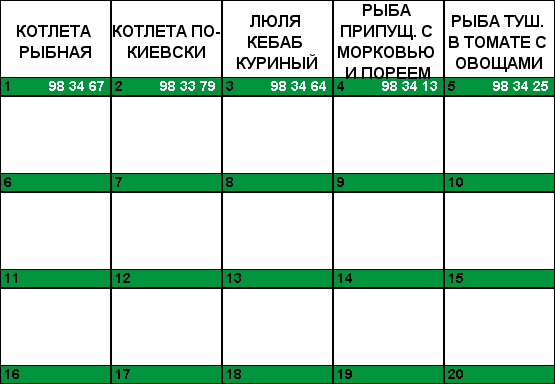 КОТЛЕТА
РЫБНАЯ
КОТЛЕТА ПО-
КИЕВСКИ
ЛЮЛЯ
КЕБАБ
КУРИНЫЙ
РЫБА
ПРИПУЩ. С
МОРКОВЬЮ
И ПОРЕЕМ
РЫБА ТУШ.
В ТОМАТЕ С
ОВОЩАМИ
1 98 34 67
2 98 33 79
3 98 34 64
4 98 34 13
5 98 34 25
6
7
8
9
10
11
12
13
14
15
16
17
18
19
20